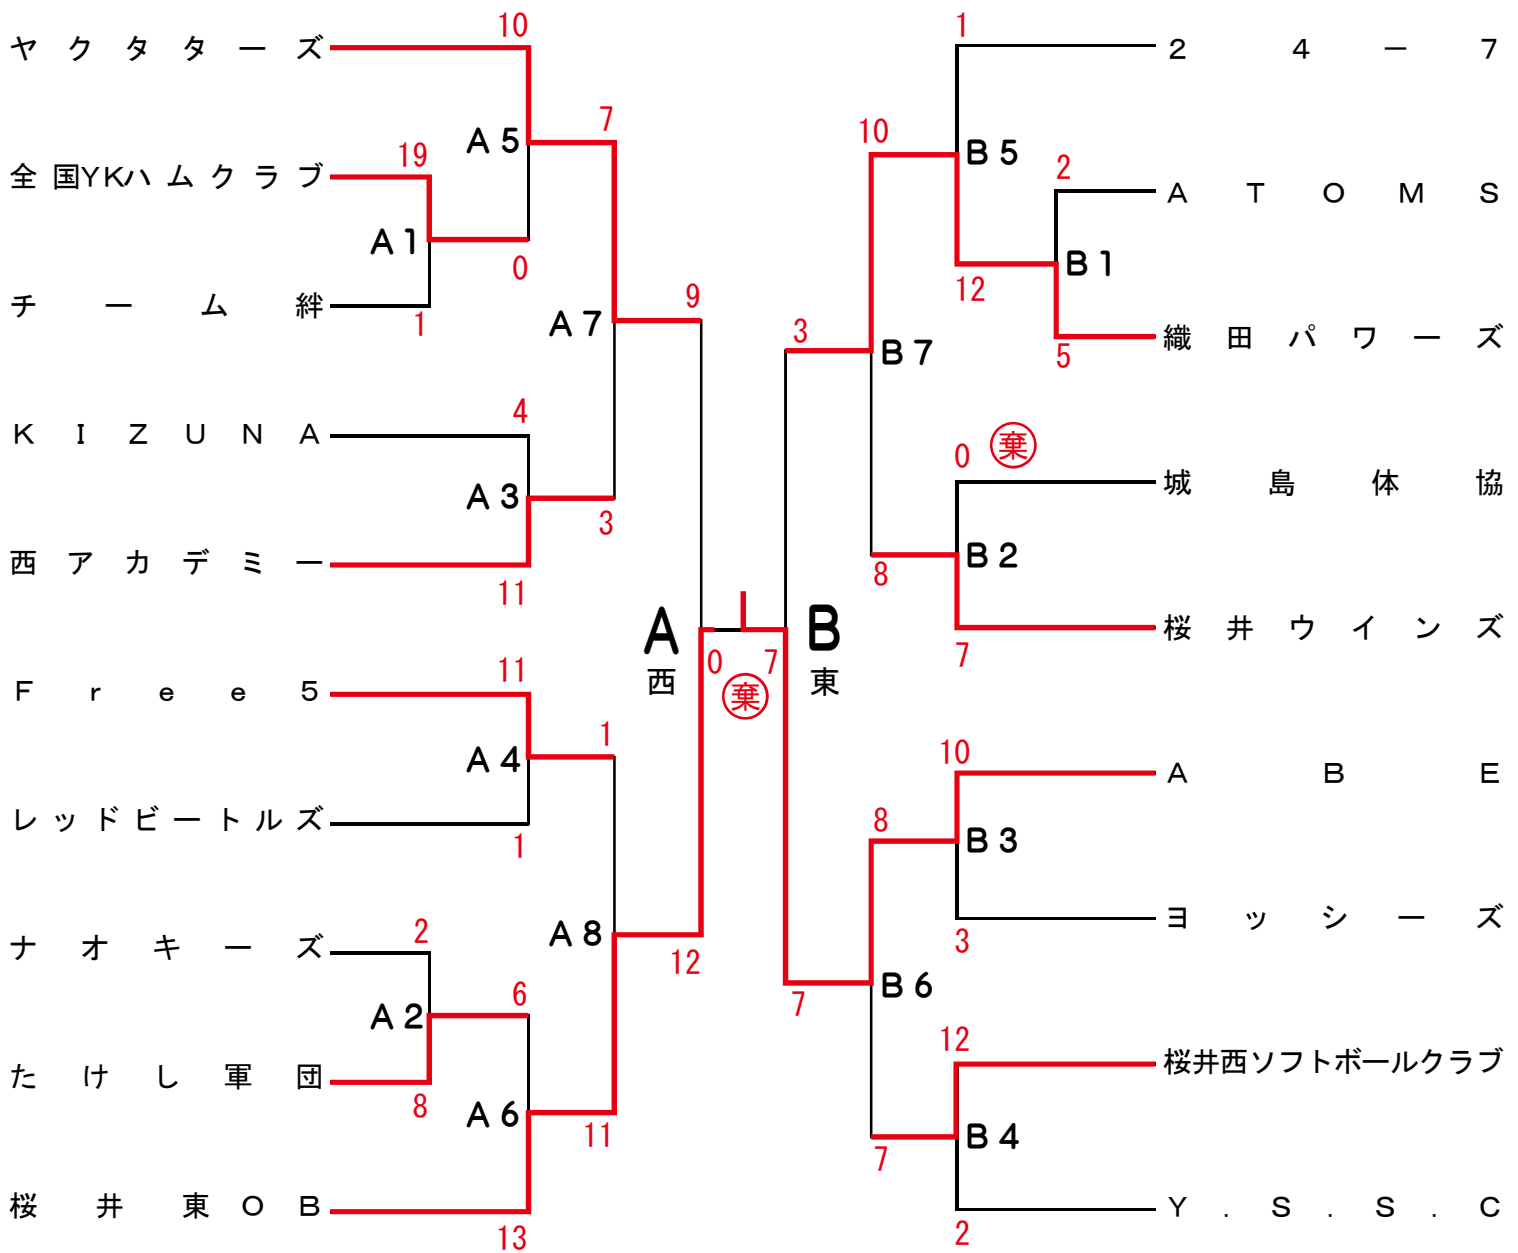 10
ヤクタターズ
A5
7
19
全国YKハムクラブ
A1
0
チーム絆
1
A7
9
4
KIZUNA
A3
3
西アカデミー
11
A
西
0
7
棄
11
Free5
1
A4
レッドビートルズ
1
A8
12
2
ナオキーズ
6
A2
たけし軍団
8
A6
11
桜井東OB
13
1
24-7
10
B5
2
ATOMS
B1
12
織田パワーズ
5
3
B7
0
棄
城島体協
B2
8
桜井ウインズ
7
B
東
10
ABE
8
B3
ヨッシーズ
3
B6
7
12
桜井西ソフトボールクラブ
B4
7
Y.S.S.C
2